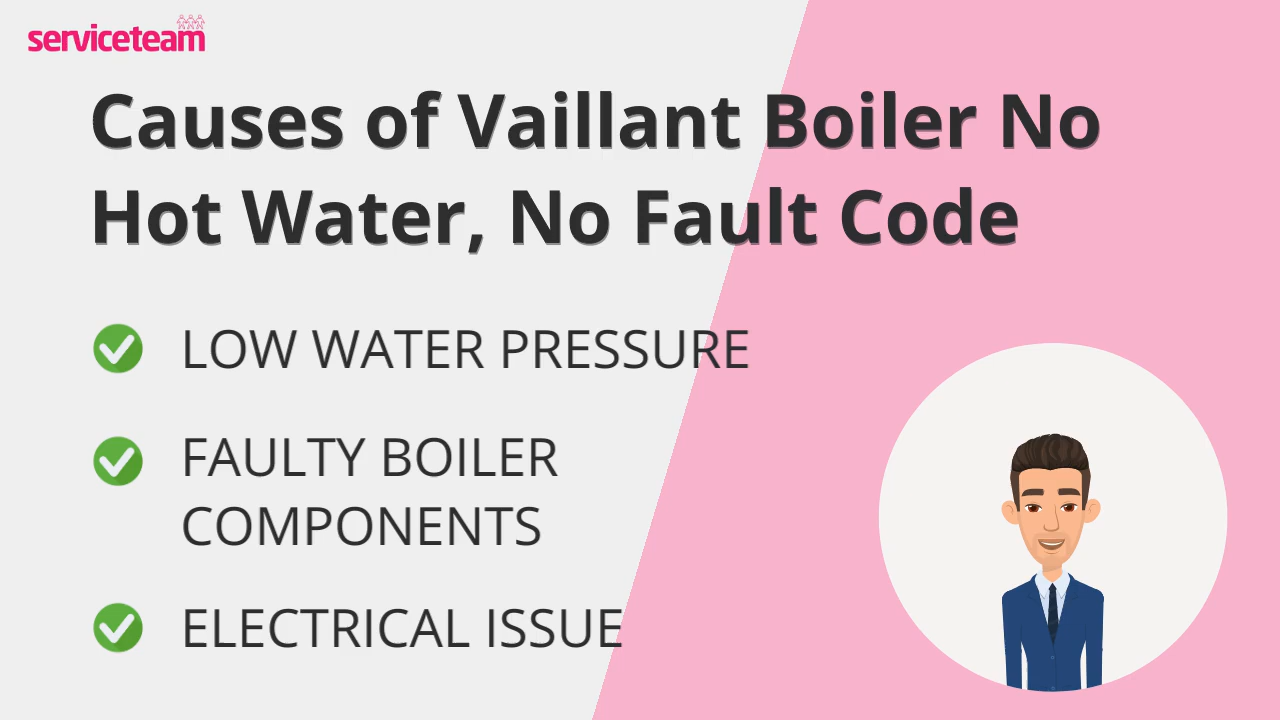 serviceteam
Causes of Vaillant Boiler No
Hot Water, No Fault Code
LOW WATER PRESSURE
FAULTY BOILER
COMPONENTS
ELECTRICAL ISSUE